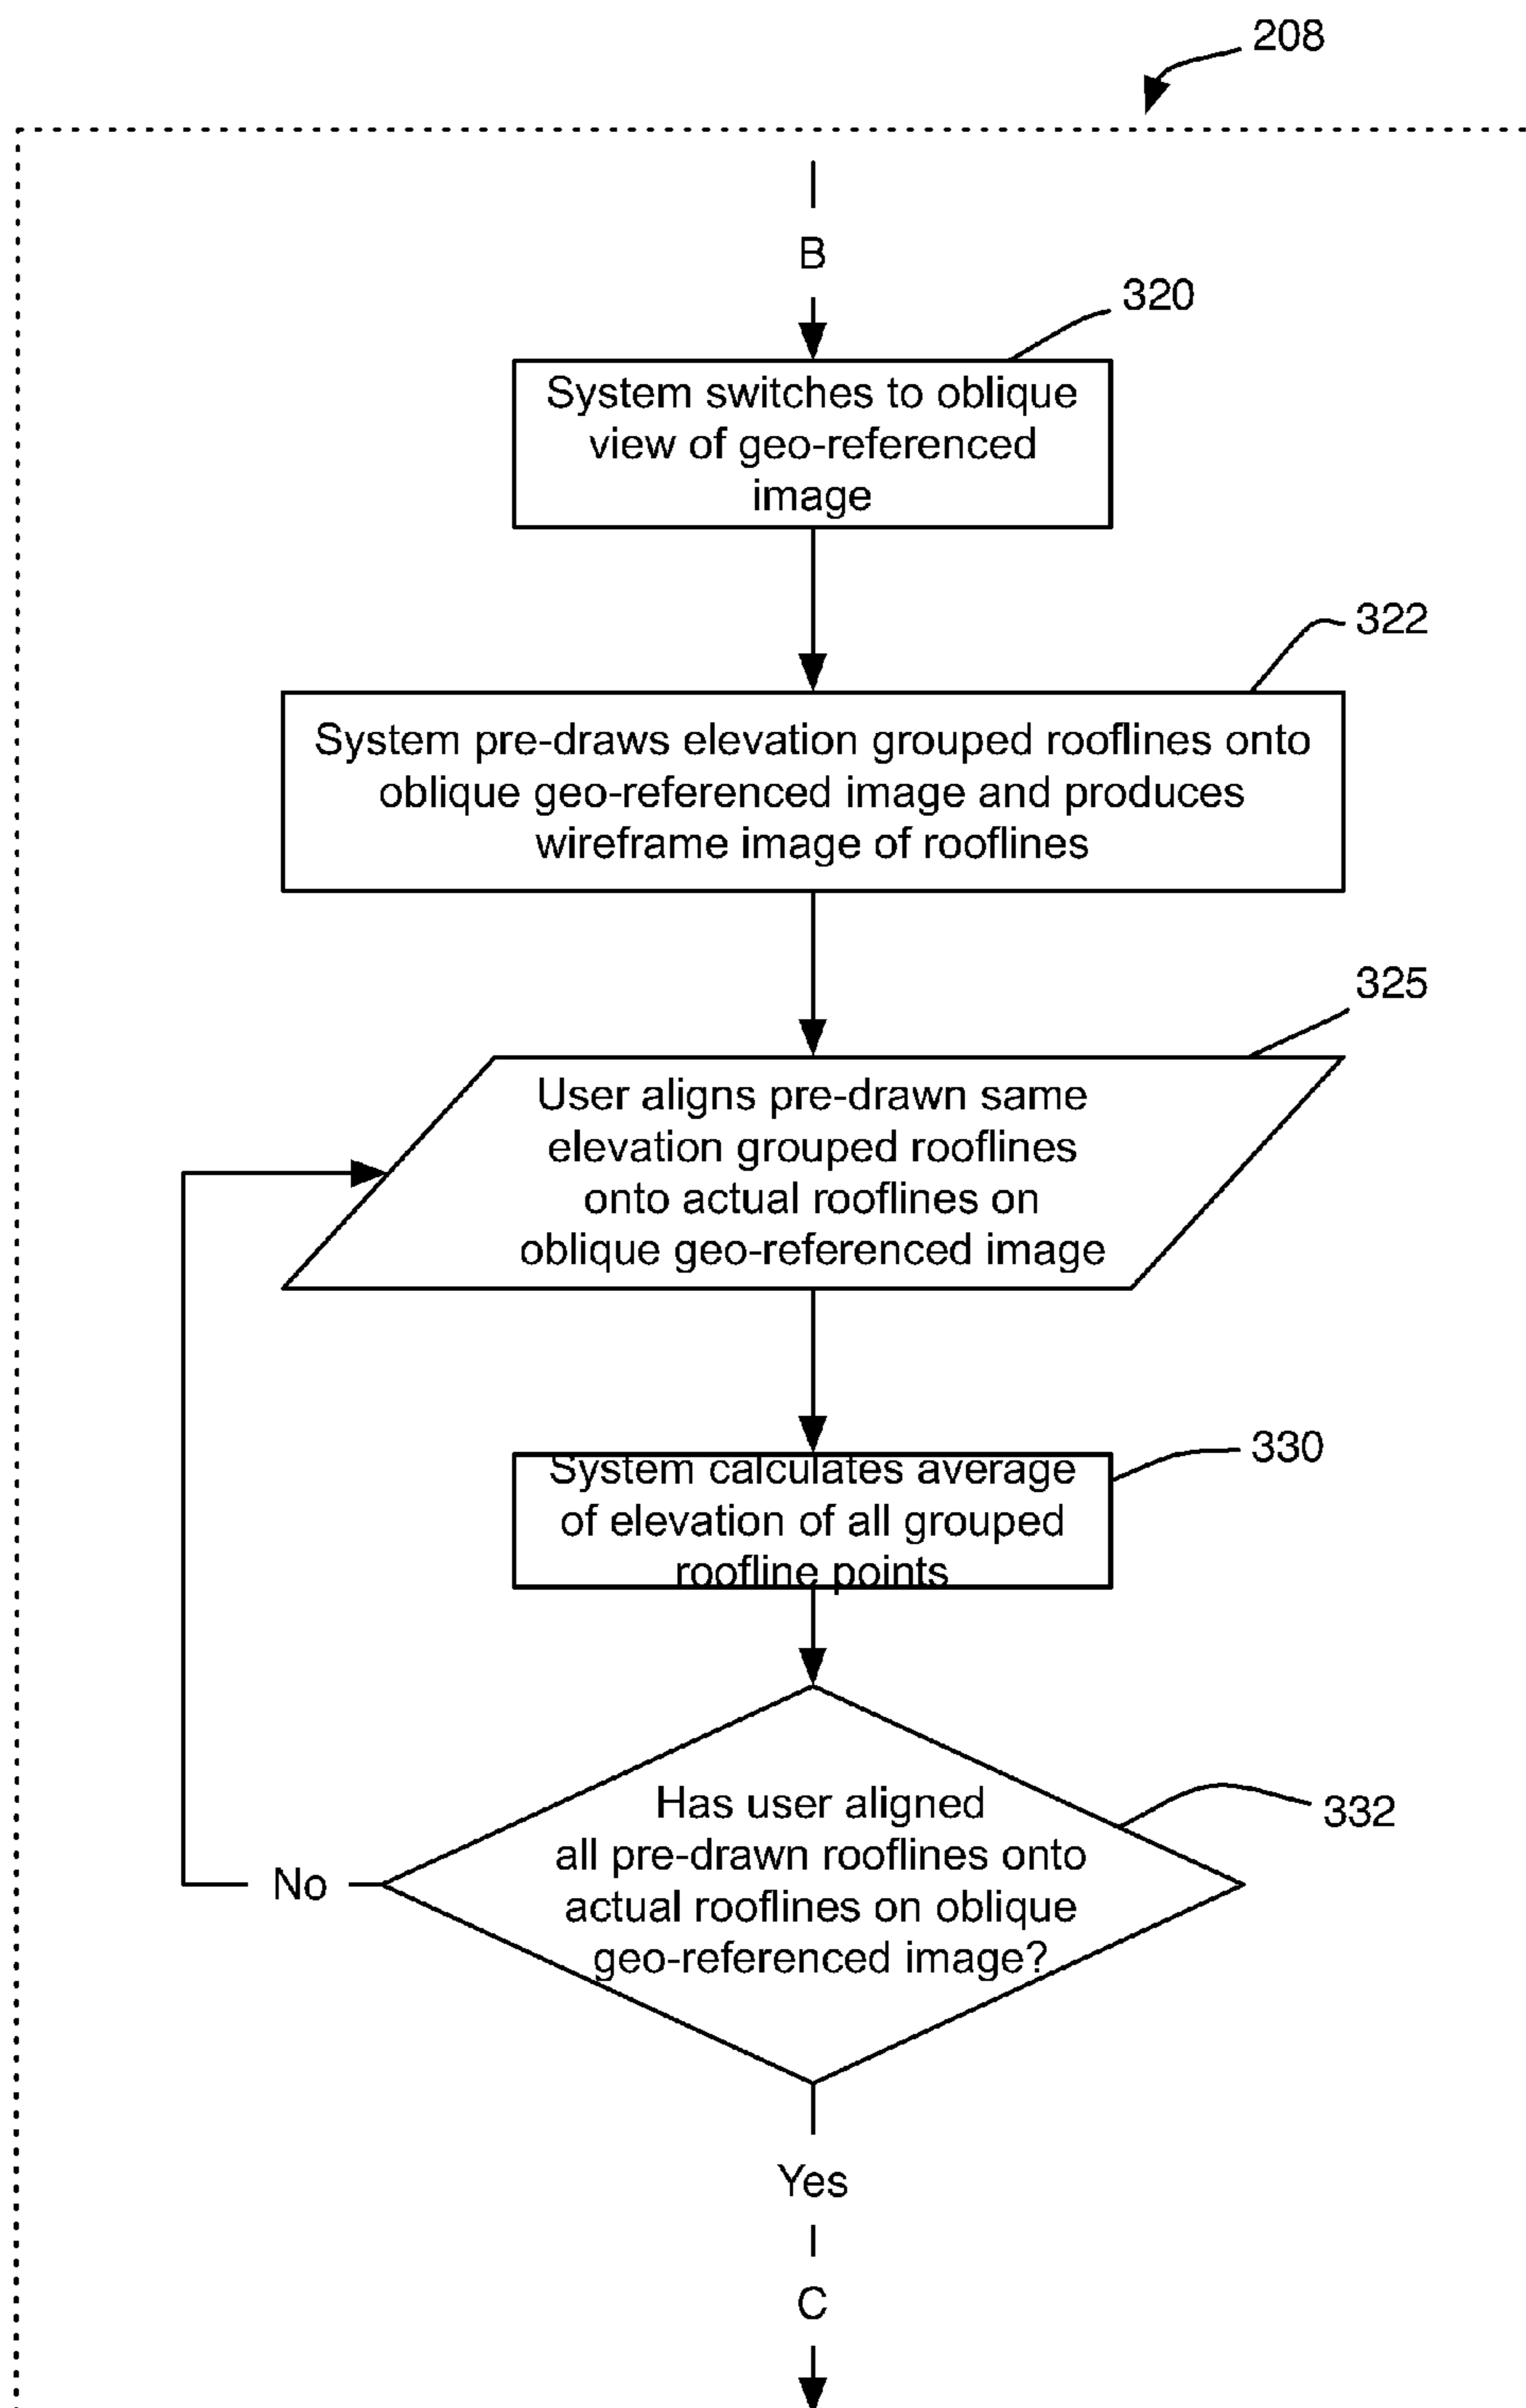 208
B
320
System switches to oblique
view of geo-referenced
image
322
System pre-draws elevation grouped rooflines onto
oblique geo-referenced image and produces
wireframe image of rooflines
325
User aligns pre-drawn same
elevation grouped rooflines
onto actual rooflines on
oblique geo-referenced image
330
System calculates average
of elevation of all grouped
roofline points
332
Has user aligned
all pre-drawn rooflines onto
actual rooflines on oblique
geo-referenced image?
No
Yes
C